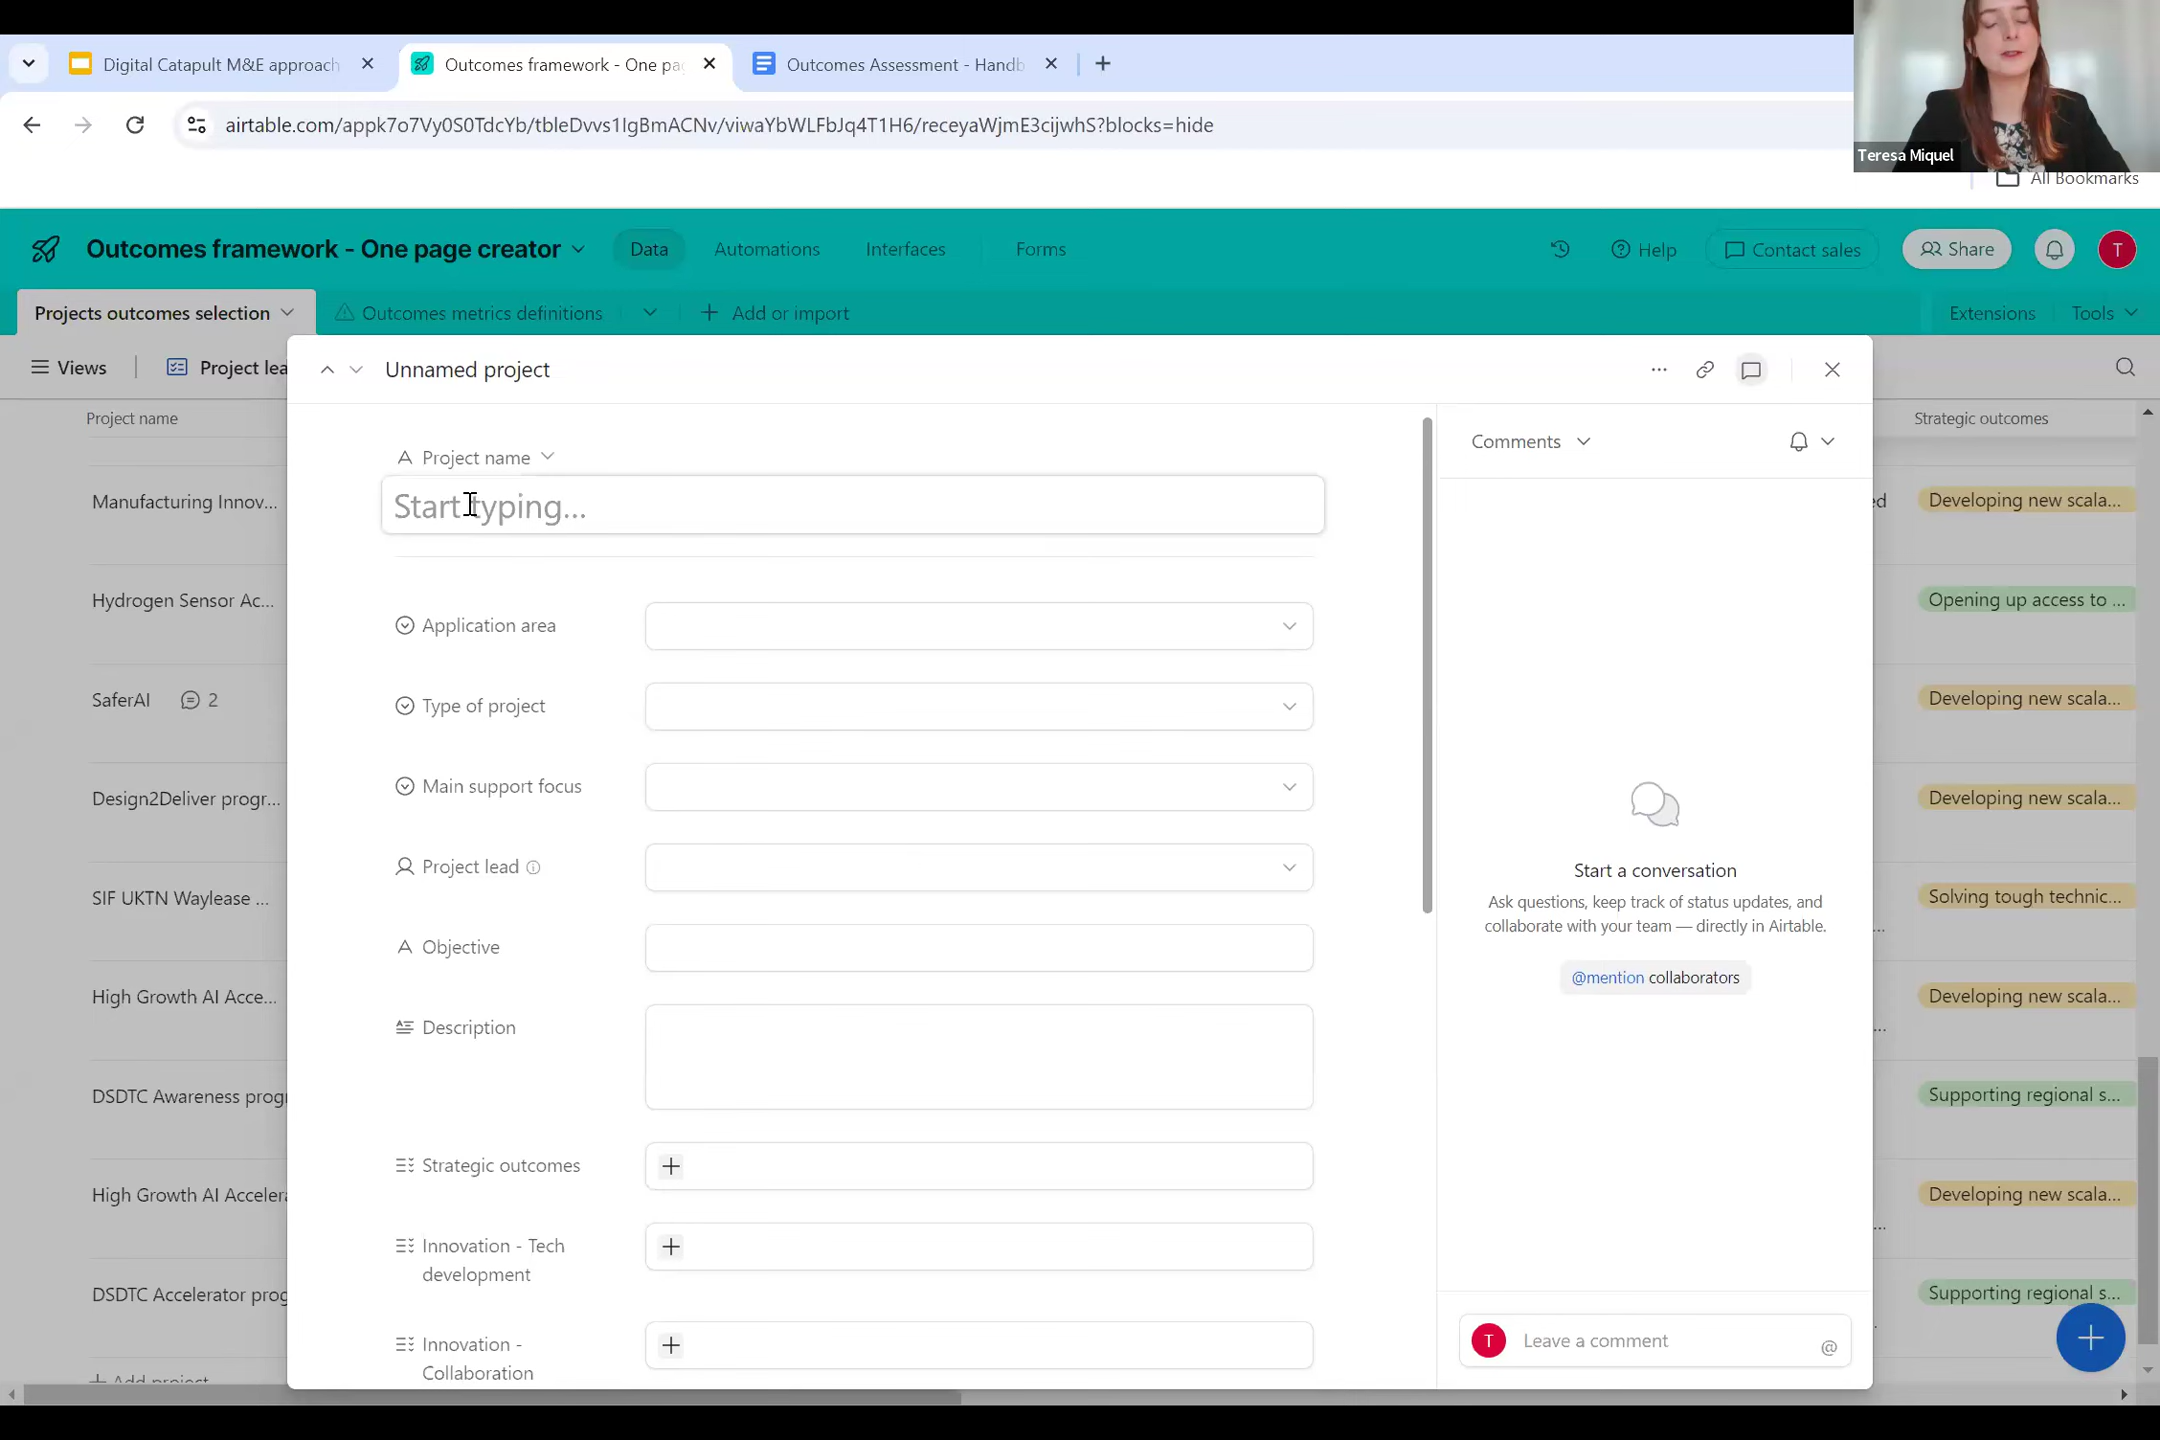 Digital Catapult M&E approach
Outcomes framework - One pa
Outcomes Assessment - Handb
airtable.com/appk7o7Vy0S0TdcYb/tbleDvvs1IgBmACNv/viwaYbWLFbJq4T1H6/receyaWjmE3cijwhS?blocks=hide
Teresa Miquel
All Bookmarks
Outcomes framework - One page creator
Data
Automations
Interfaces
Forms
Help
Contact sales
Share
T
Projects outcomes selection
Outcomes metrics definitions
Add or import
Extensions
Tools
Views
Project lea
Unnamed project
Project name
Strategic outcomes
Manufacturing Innov...
Hydrogen Sensor Ac...
SaferAI 2
Design2Deliver progr...
SIF UKTN Waylease ...
High Growth AI Acce...
DSDTC Awareness prog
High Growth AI Accelera
DSDTC Accelerator prog
Add project
Project name
Start typing...
Application area
Type of project
Main support focus
Project lead
Objective
Description
Strategic outcomes
Innovation - Tech
development
Innovation -
Collaboration
Comments
Start a conversation
Ask questions, keep track of status updates, and
collaborate with your team — directly in Airtable.
@mention collaborators
T
Leave a comment
@
ed
Developing new scala...
Opening up access to ...
Developing new scala...
Developing new scala...
Solving tough technic...
Developing new scala...
Supporting regional s...
Developing new scala...
Supporting regional s...